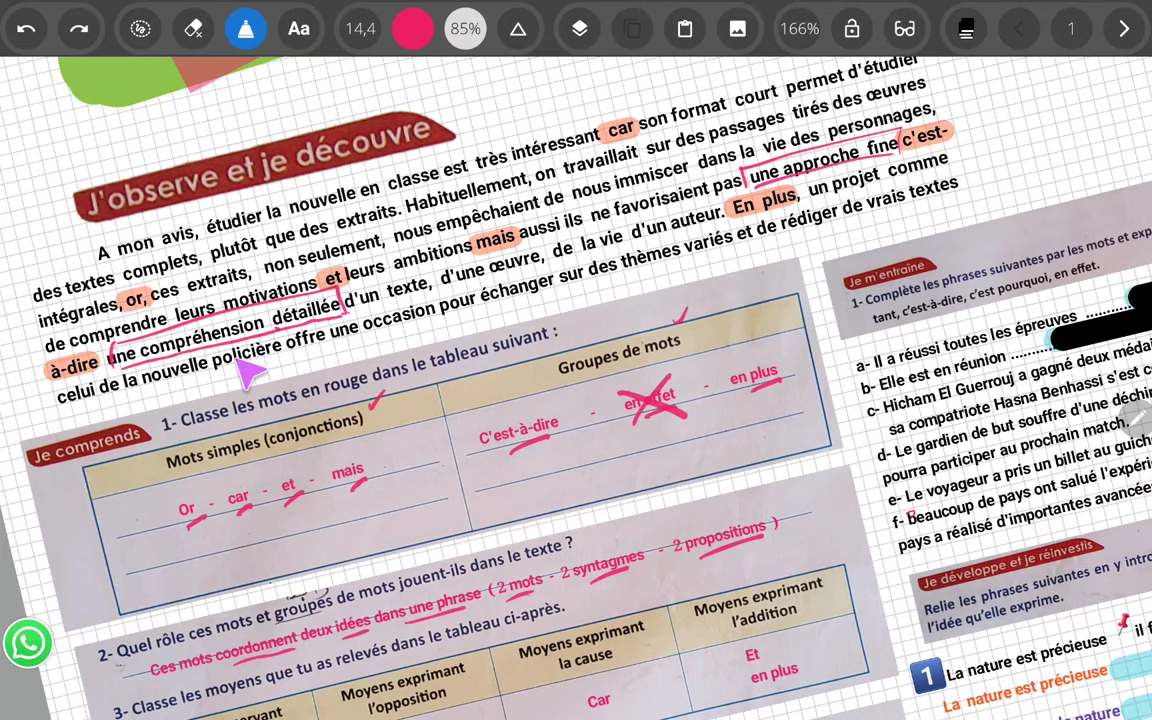 Aa 14,4 85% 166% 1
J'observe et je découvre
A mon avis, étudier la nouvelle en classe est très intéressant car son format court permet d'étudier
des textes complets, plutôt que des extraits. Habituellement, on travaillait sur des passages tirés des œuvres
intégrales, or, ces extraits, non seulement, nous empêchaient de nous immiscer dans la vie des personnages,
de comprendre leurs motivations et leurs ambitions mais aussi ils ne favorisaient pas une approche fine c'est-
à-dire une compréhension détaillée d'un texte, d'une œuvre, de la vie d'un auteur. En plus, un projet comme
celui de la nouvelle policière offre une occasion pour échanger sur des thèmes variés et de rédiger de vrais textes
Je comprends
1- Classe les mots en rouge dans le tableau suivant :
Mots simples (conjonctions)
Groupes de mots
Or - car - et - mais
C'est-à-dire - en effet - en plus
2- Quel rôle ces mots et groupes de mots jouent-ils dans le texte ?
Ces mots coordonnent deux idées dans une phrase ( 2 mots - 2 syntagmes - 2 propositions )
3- Classe les moyens que tu as relevés dans le tableau ci-après.
Moyens exprimant
l'opposition
Moyens exprimant
la cause
Moyens exprimant
l'addition
Car
Et
en plus
Je m'entraîne
1- Complète les phrases suivantes par les mots et exp
tant, c'est-à-dire, c'est pourquoi, en effet.
a- Il a réussi toutes les épreuves
b- Elle est en réunion
c- Hicham El Guerrouj a gagné deux médai
sa compatriote Hasna Benhassi s'est c
d- Le gardien de but souffre d'une déchir
pourra participer au prochain match.
e- Le voyageur a pris un billet au guich
f- Beaucoup de pays ont salué l'expéri
pays a réalisé d'importantes avancée
Je développe et je réinvestis
Relie les phrases suivantes en y intro
l'idée qu'elle exprime.
1 La nature est précieuse il f
La nature est précieuse
nature